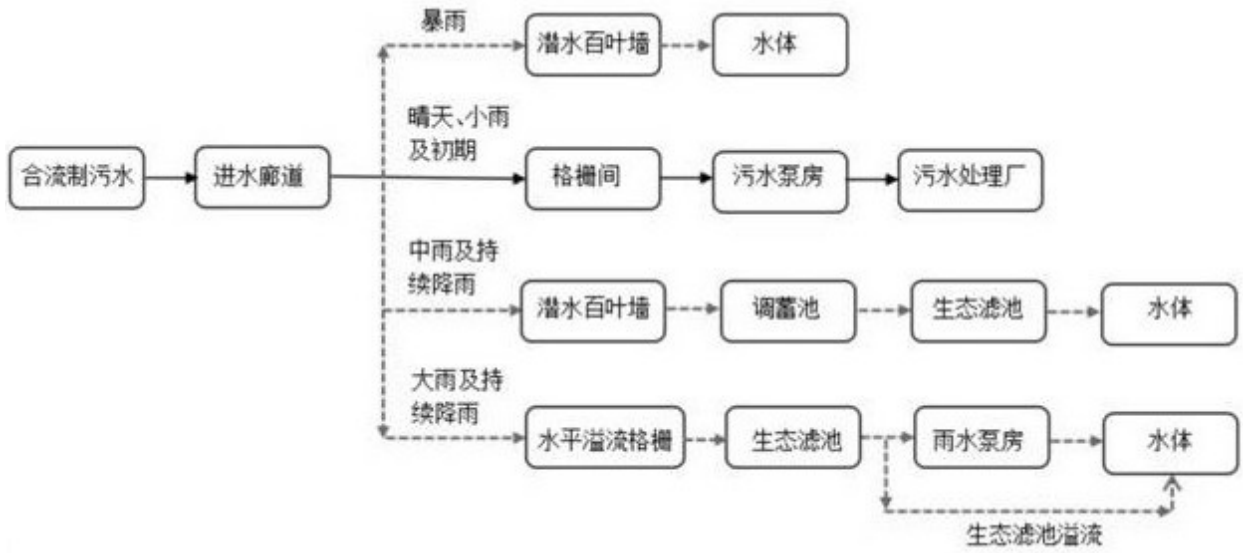 暴雨
潜水百叶墙
水体
晴天、小雨
及初期
合流制污水
进水廊道
格栅间
污水泵房
污水处理厂
中雨及持
续降雨
潜水百叶墙
调蓄池
生态滤池
水体
大雨及持
续降雨
水平溢流格栅
生态滤池
雨水泵房
水体
生态滤池溢流